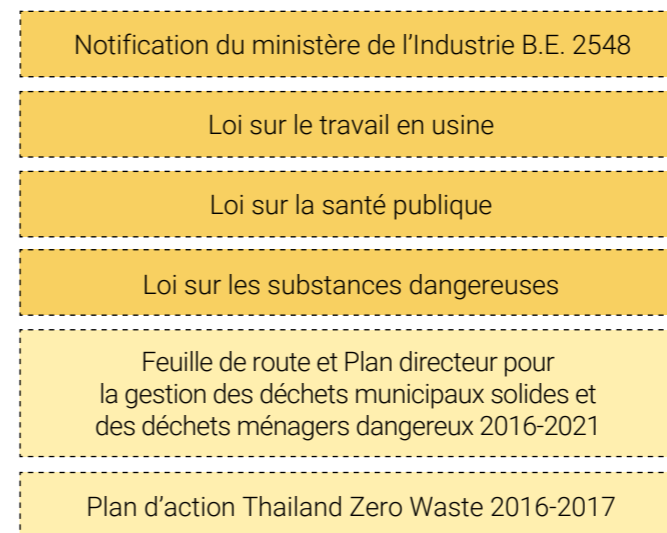 Notification du ministère de l’Industrie B.E. 2548
Loi sur le travail en usine
Loi sur la santé publique
Loi sur les substances dangereuses
Feuille de route et Plan directeur pour
la gestion des déchets municipaux solides et
des déchets ménagers dangereux 2016-2021
Plan d’action Thailand Zero Waste 2016-2017